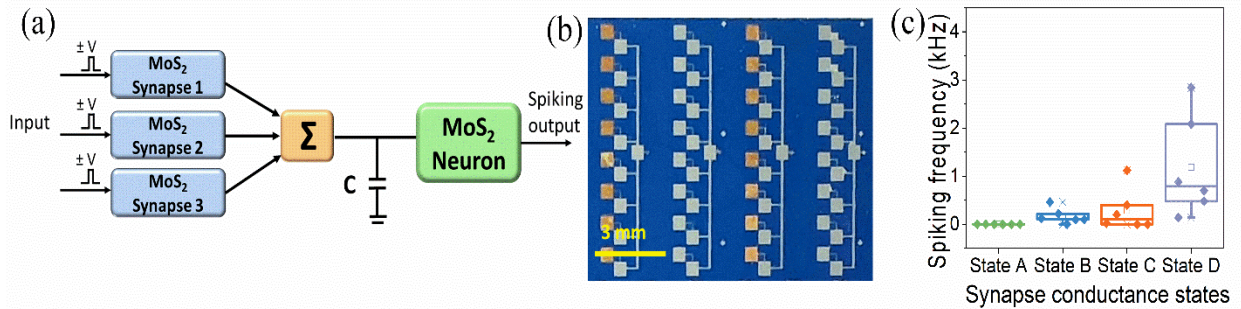 (a)
± V
MoS₂
Synapse 1
Input
± V
MoS₂
Synapse 2
± V
MoS₂
Synapse 3
Σ
C
MoS₂
Neuron
Spiking
output
(b)
3 mm
(c)
Spiking frequency (kHz)
4
3
2
1
0
State A State B State C State D
Synapse conductance states